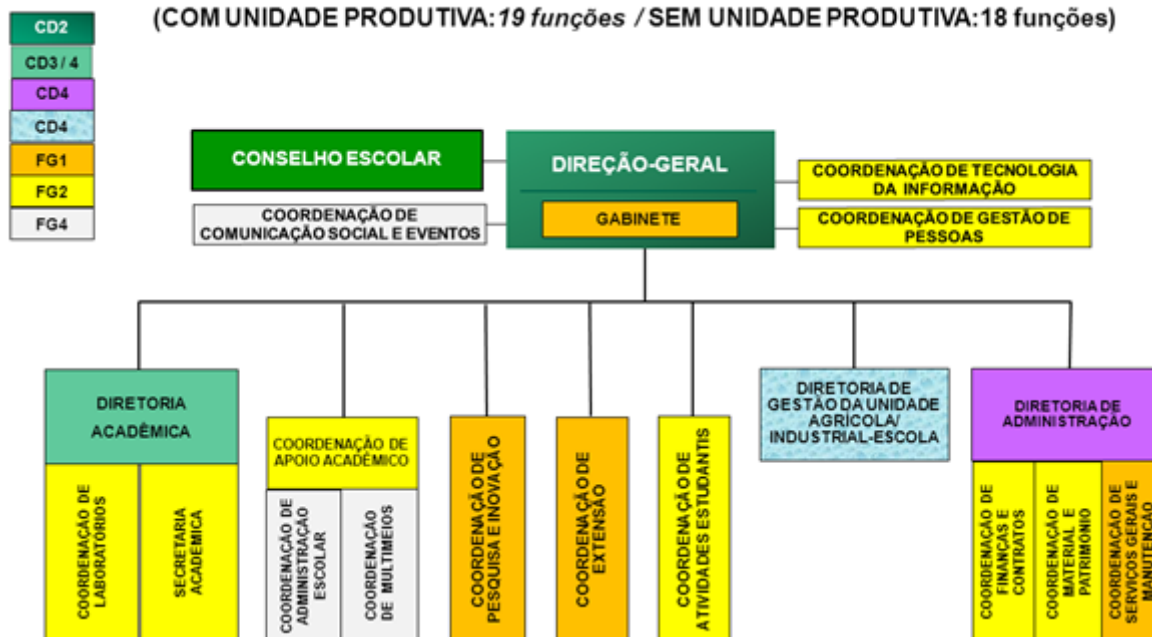 (COM UNIDADE PRODUTIVA:19 funções / SEM UNIDADE PRODUTIVA:18 funções)
CD2
CD3 / 4
CD4
CD4
FG1
FG2
FG4
CONSELHO ESCOLAR
COORDENAÇÃO DE
COMUNICAÇÃO SOCIAL E EVENTOS
DIREÇÃO-GERAL
GABINETE
COORDENAÇÃO DE TECNOLOGIA
DA INFORMAÇÃO
COORDENAÇÃO DE GESTÃO DE
PESSOAS
DIRETORIA
ACADÊMICA
COORDENAÇÃO DE
LABORATÓRIOS
SECRETARIA
ACADEMICA
COORDENAÇÃO DE
APOIO ACADÊMICO
COORDENAÇÃO DE
ADMINISTRAÇÃO
ESCOLAR
COORDENAÇÃO
DE MULTIMEIOS
COORDENAÇÃO DE
PESQUISA E INOVAÇÃO
COORDENAÇÃO DE
EXTENSÃO
COORDENAÇÃO DE
ATIVIDADES ESTUDANTIS
DIRETORIA DE
GESTÃO DA UNIDADE
AGRÍCOLA/
INDUSTRIAL-ESCOLA
DIRETORIA DE
ADMINISTRAÇÃO
COORDENAÇÃO DE
FINANÇAS E
CONTRATOS
COORDENAÇÃO DE
MATERIAL E
PATRIMONIO
COORDENAÇÃO DE
SERVIÇOS GERAIS E
MANUTENÇÃO